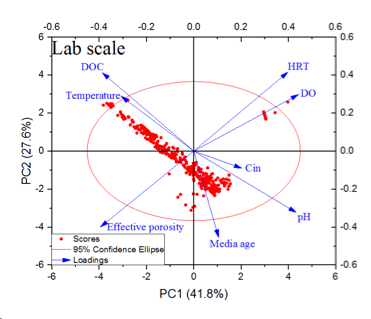 -0.6 -0.4 -0.2 0.0 0.2 0.4 0.6
Lab scale
6 0.6
DOC HRT
4 0.4
Temperature DO
2 0.2
PC2 (27.6%)
0 0.0
Cin
-2 -0.2
pH
Effective porosity
-4 -0.4
Media age
Scores
95% Confidence Ellipse
Loadings
-6 -0.6
-6 -4 -2 0 2 4 6
PC1 (41.8%)